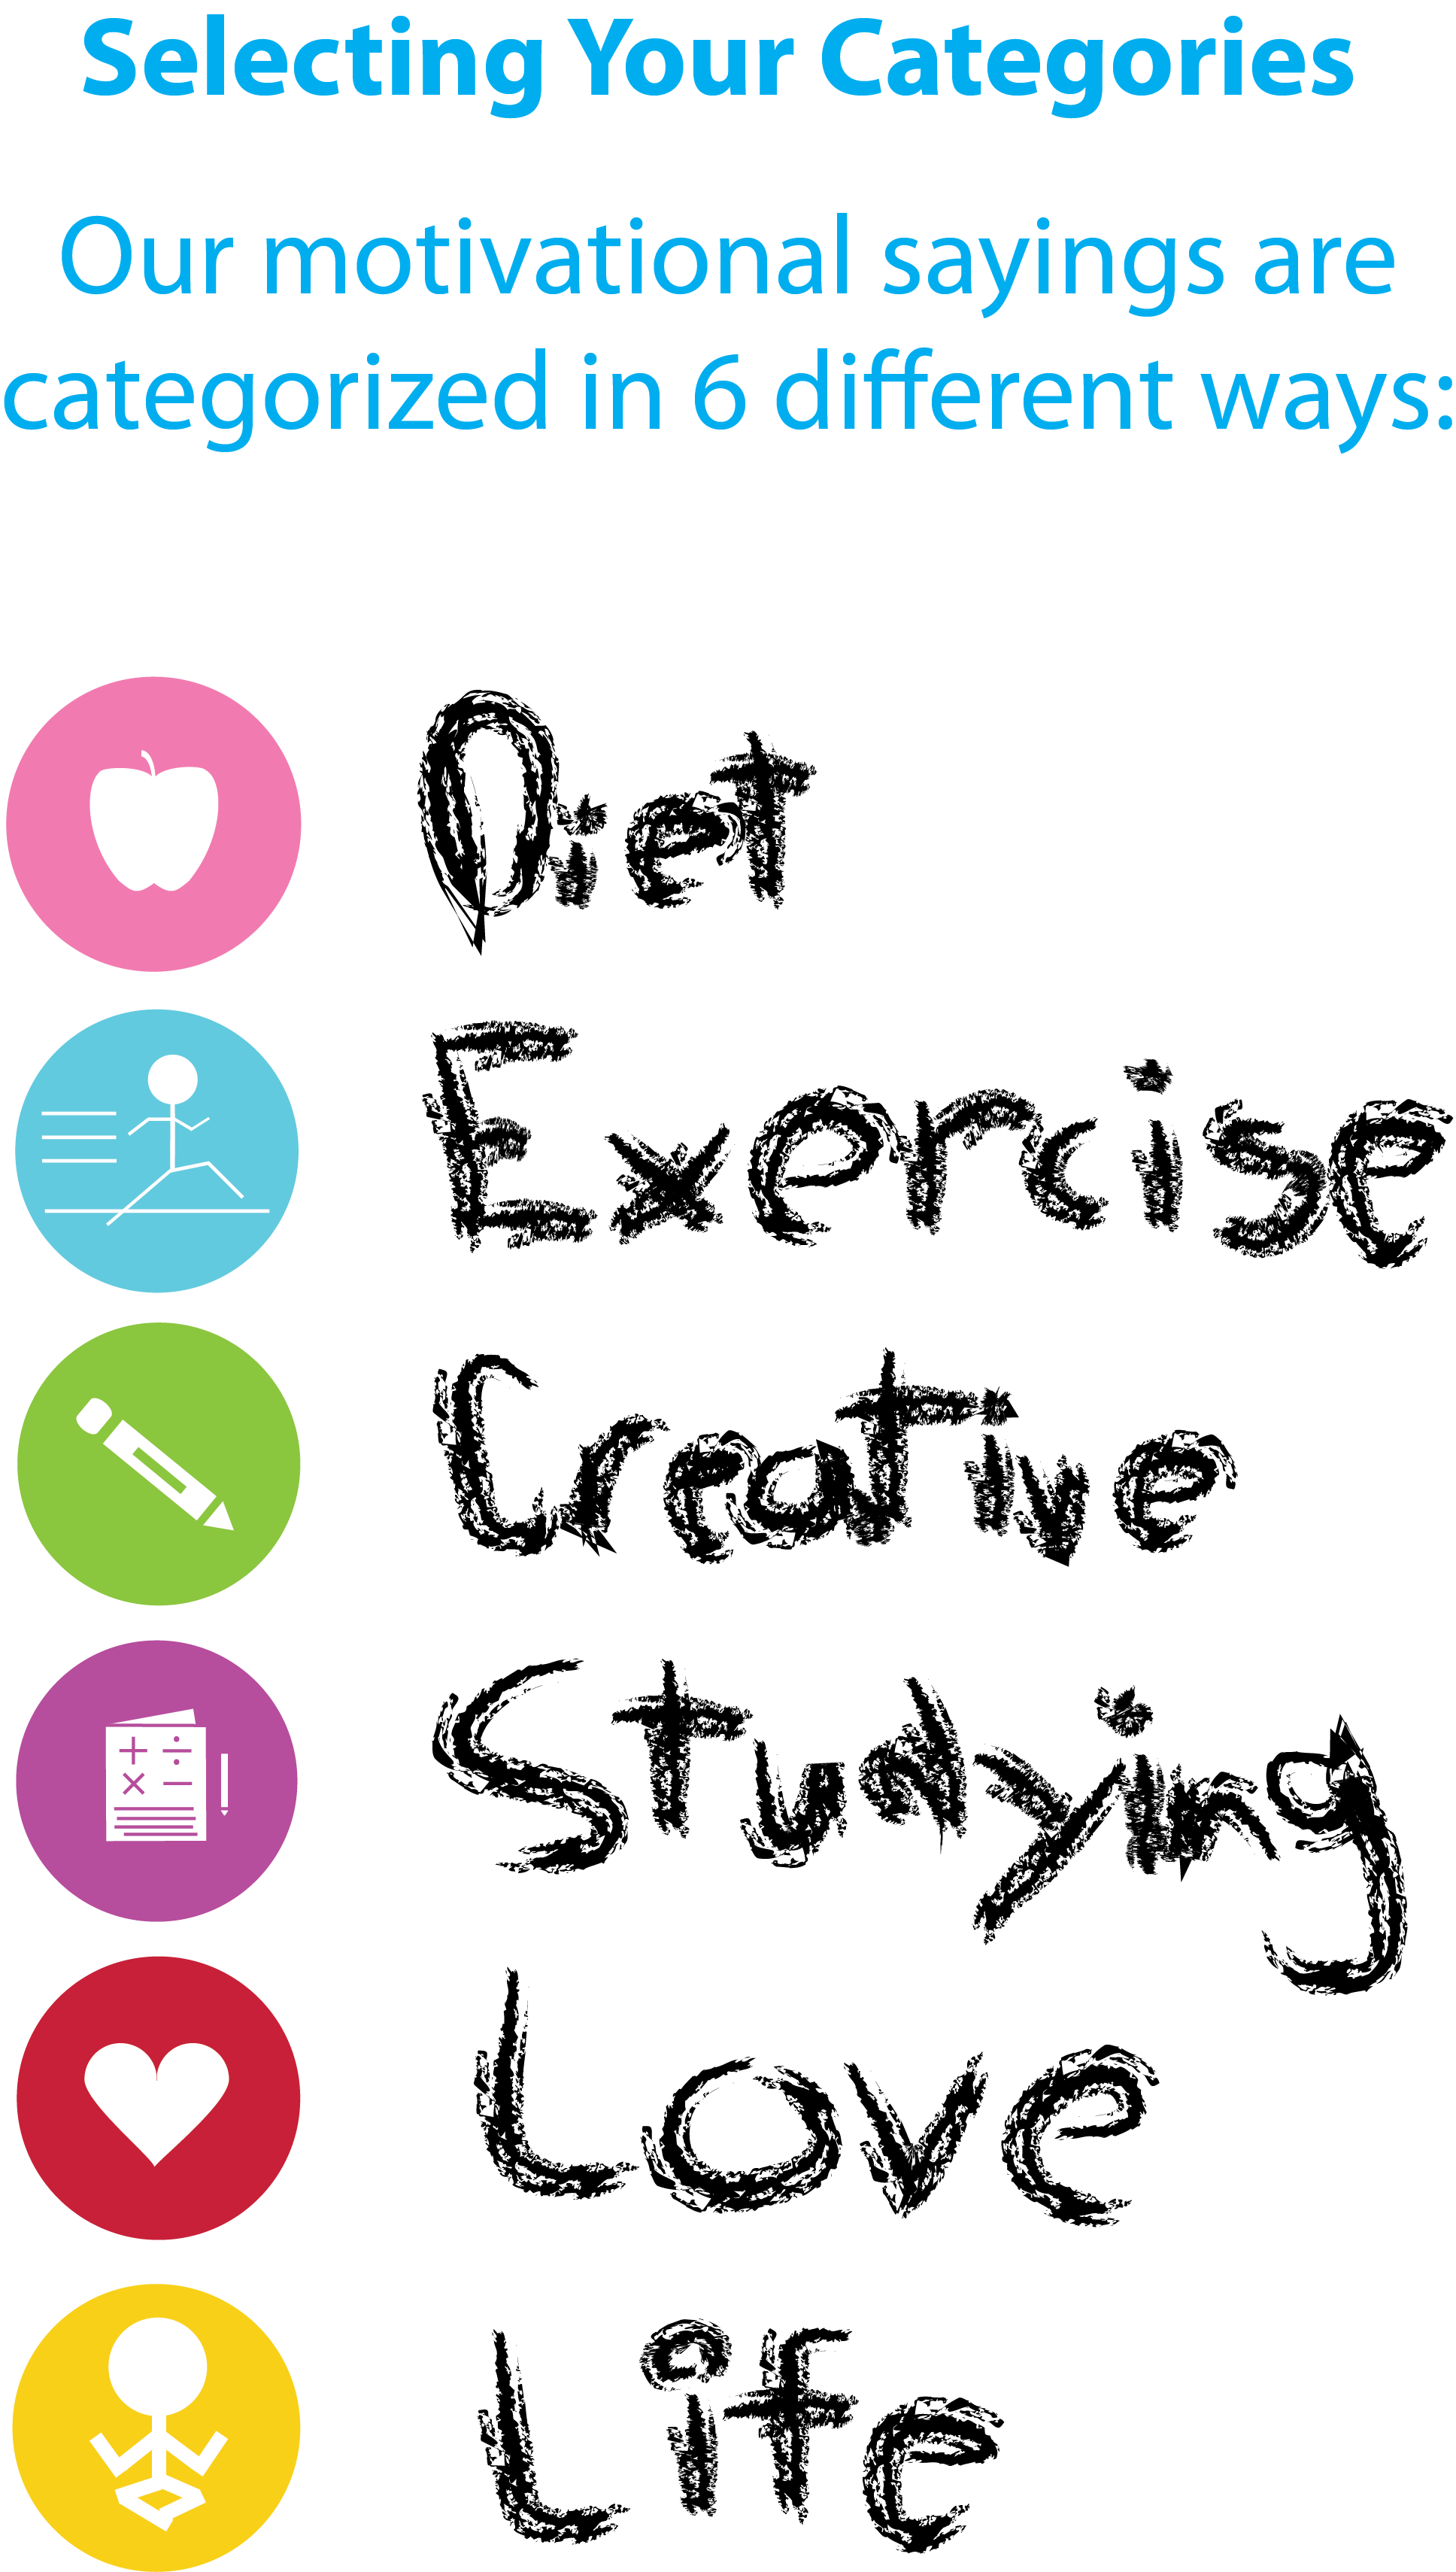 Selecting Your Categories
Our motivational sayings are
categorized in 6 different ways:
Diet
Exercise
Creative
Studying
Love
Life